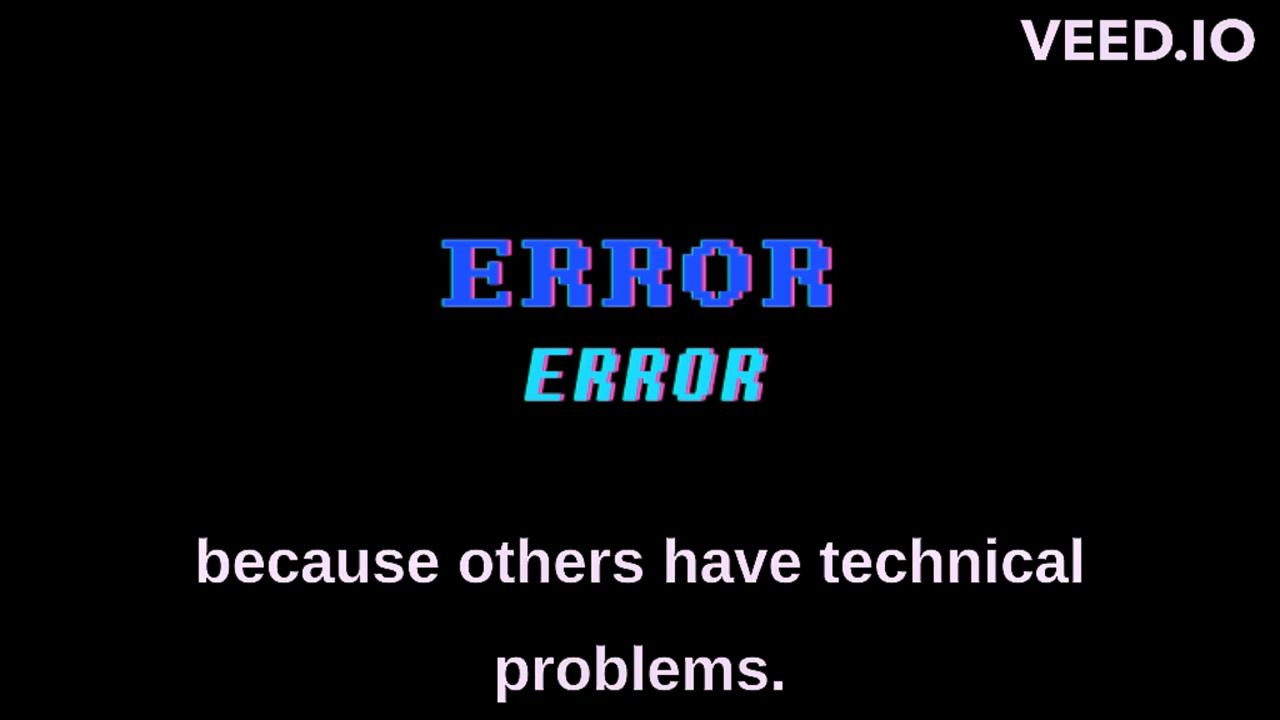 VEED.IO
ERROR
ERROR
because others have technical
problems.